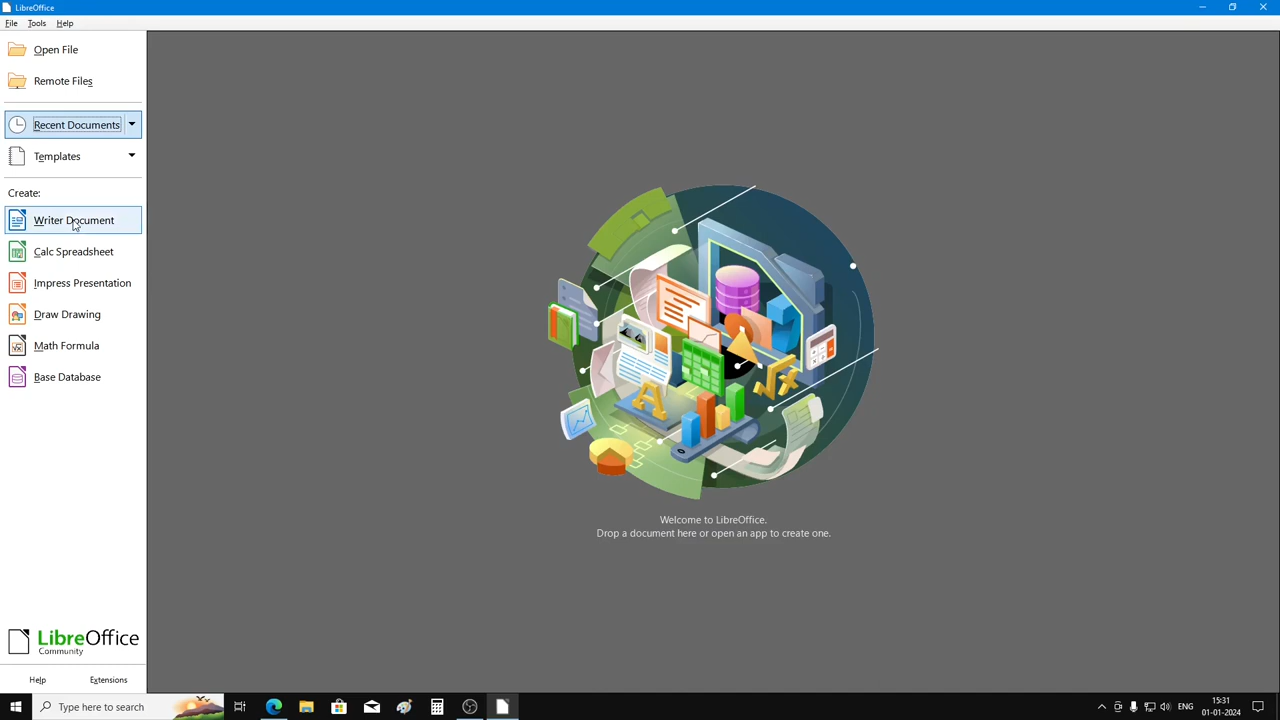 LibreOffice
File Tools Help
Open File
Remote Files
Recent Documents
Templates
Create:
Writer Document
Calc Spreadsheet
Impress Presentation
Draw Drawing
Math Formula
Base Database
Welcome to LibreOffice.
Drop a document here or open an app to create one.
LibreOffice
Community
Help Extensions
Type here to search
ENG
15:31
01-01-2024